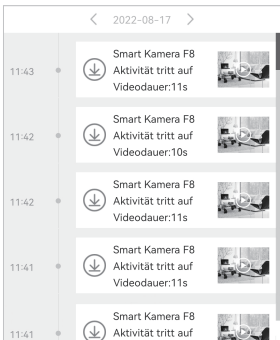 2022-08-17
Smart Kamera F8
11:43 Aktivität tritt auf
Videodauer:11s
Smart Kamera F8
11:42 Aktivität tritt auf
Videodauer:10s
Smart Kamera F8
11:42 Aktivität tritt auf
Videodauer:11s
Smart Kamera F8
11:41 Aktivität tritt auf
Videodauer:11s
Smart Kamera F8
11:41 Aktivität tritt auf